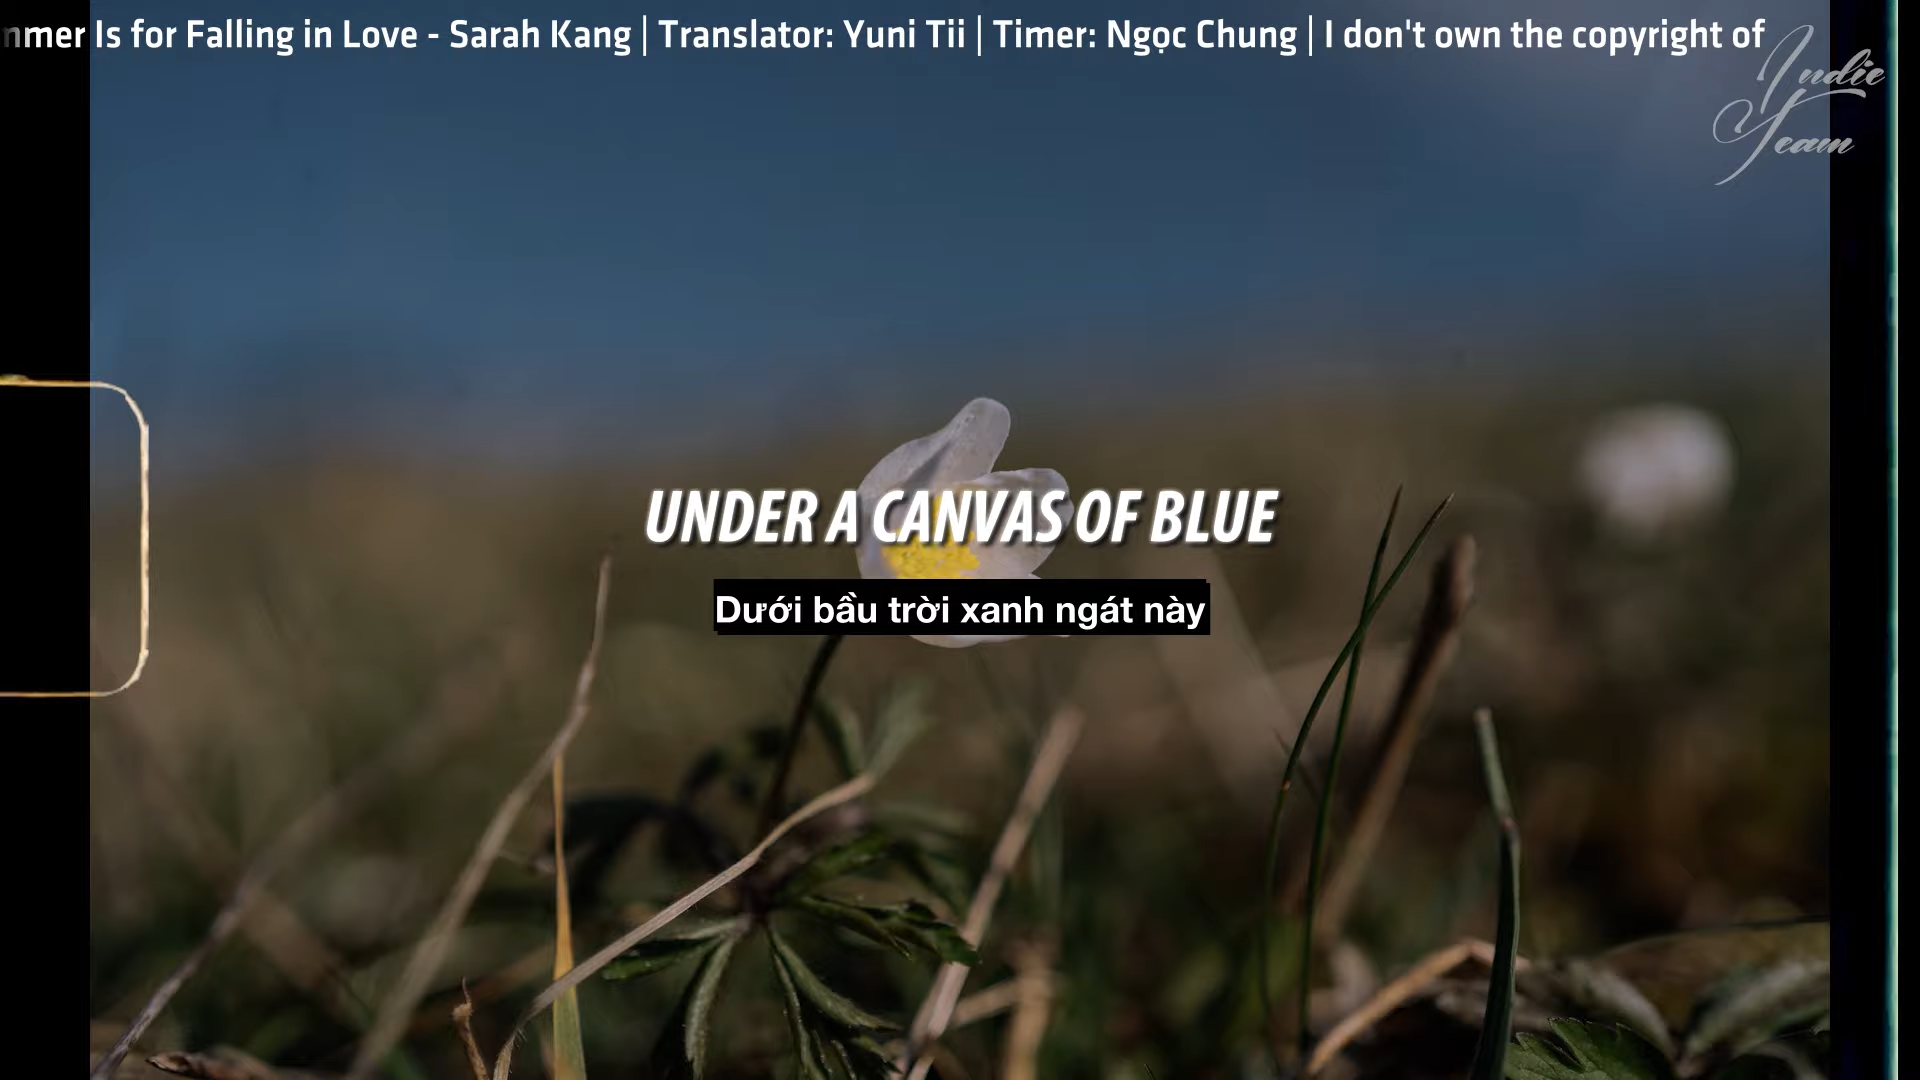 Is for Falling in Love - Sarah Kang | Translator: Yuni Tii | Timer: Ngọc Chung | I don't own the copyright of
Indie
Team
UNDER A CANVAS OF BLUE
Dưới bầu trời xanh ngát này